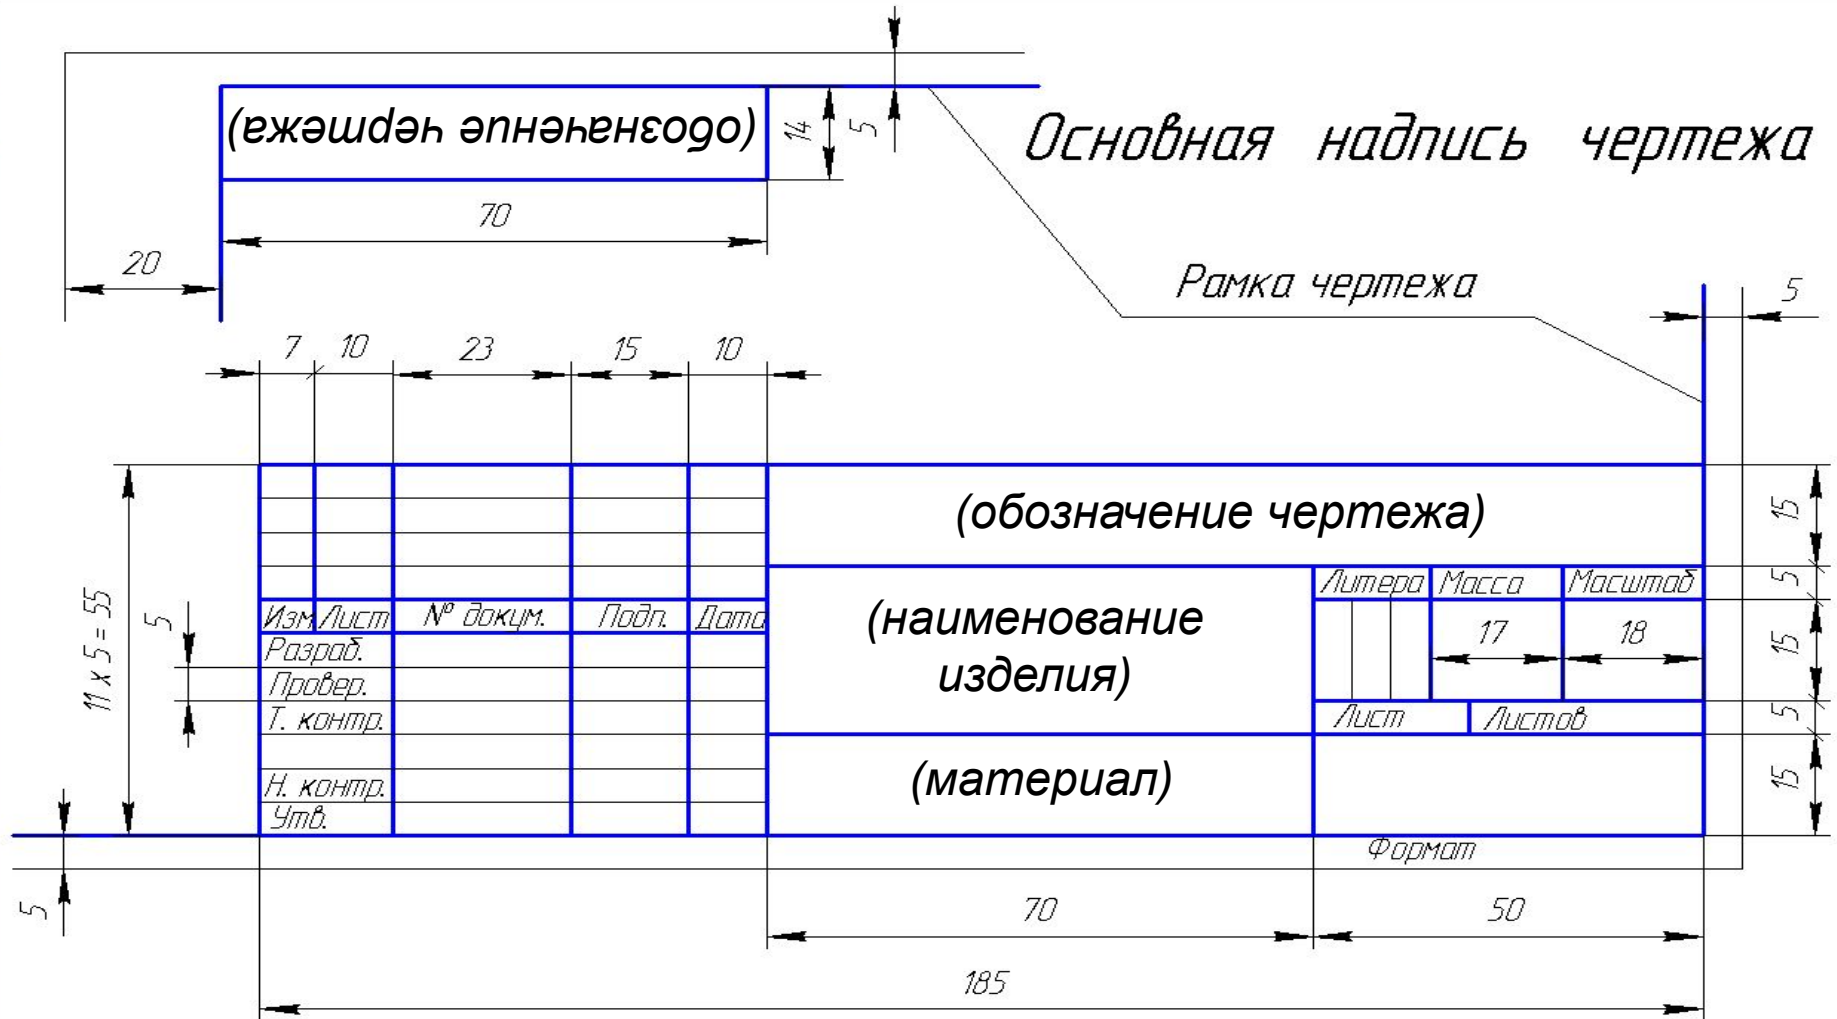 (обозначение чертежа)
14
5
Основная надпись чертежа
70
20
Рамка чертежа
5
7 10 23 15 10
(обозначение чертежа)
15
Литера Масса Масштаб
5
11 x 5 = 55
5
Изм Лист № докум. Подп. Дата
(наименование
изделия)
17 18
15
Разраб.
Провер.
Т. контр.
Лист Листов
5
(материал)
15
Н. контр.
Утв.
Формат
5
70 50
185